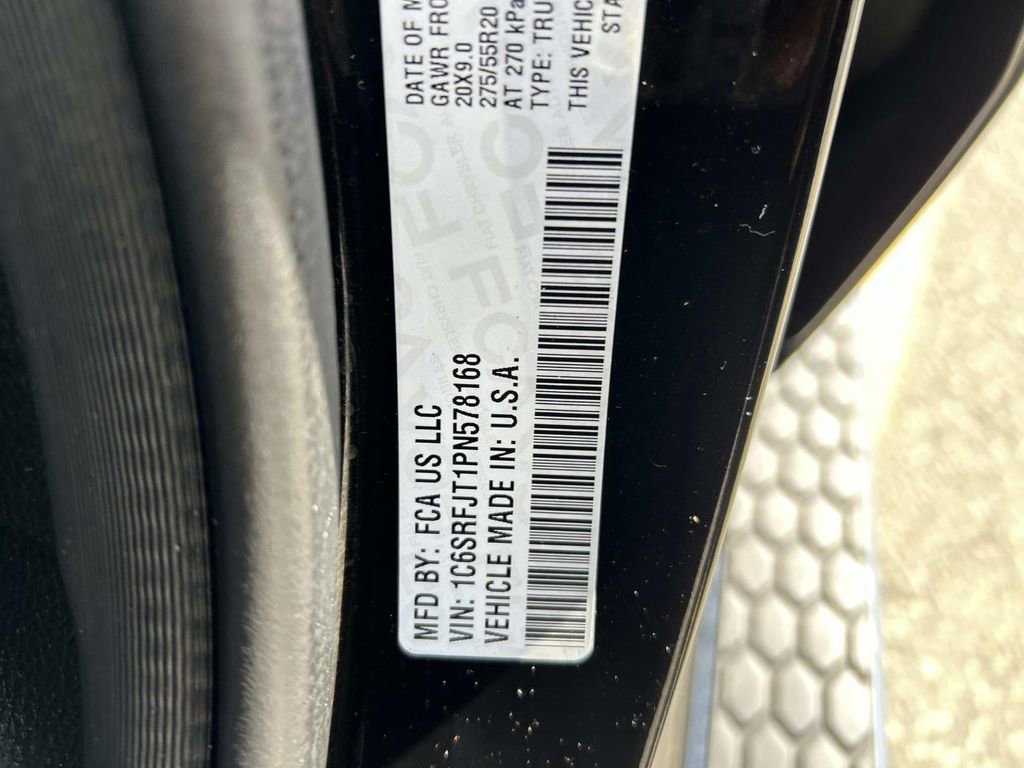 MFD BY: FCA US LLC
VIN: 1C6SRFJT1PN578168
VEHICLE MADE IN: U.S.A.
DATE OF M
GAWR FRO
20X9.0
275/55R20
AT 270 kPa
TYPE: TRU
THIS VEHIC
STA